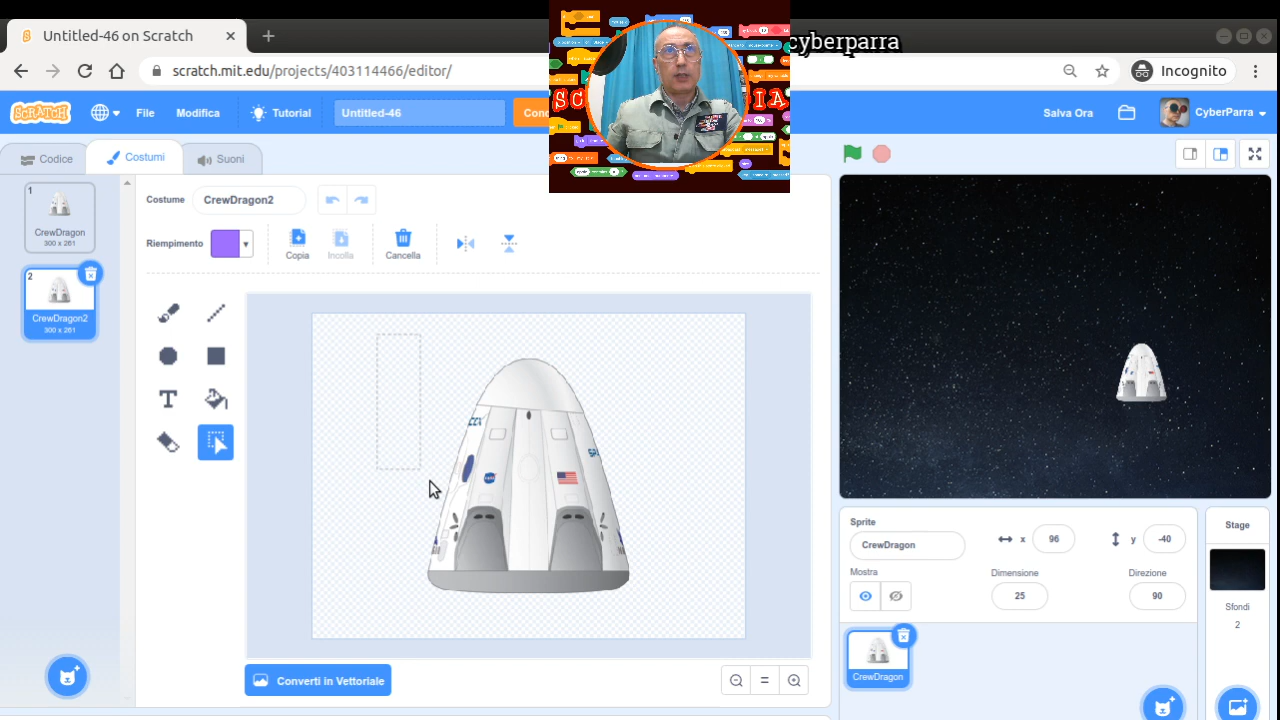 Untitled-46 on Scratch
cyberparra
scratch.mit.edu/projects/403114466/editor/
Incognito
SCRATCH
File
Modifica
Tutorial
Untitled-46
Salva Ora
CyberParra
Codice
Costumi
Suoni
1
CrewDragon
300 x 261
2
CrewDragon2
300 x 261
Costume
CrewDragon2
Riempimento
Copia
Incolla
Cancella
T
NASA
Converti in Vettoriale
Sprite
CrewDragon
x
96
y
-40
Mostra
Dimensione
25
Direzione
90
CrewDragon
Stage
Sfondi
2